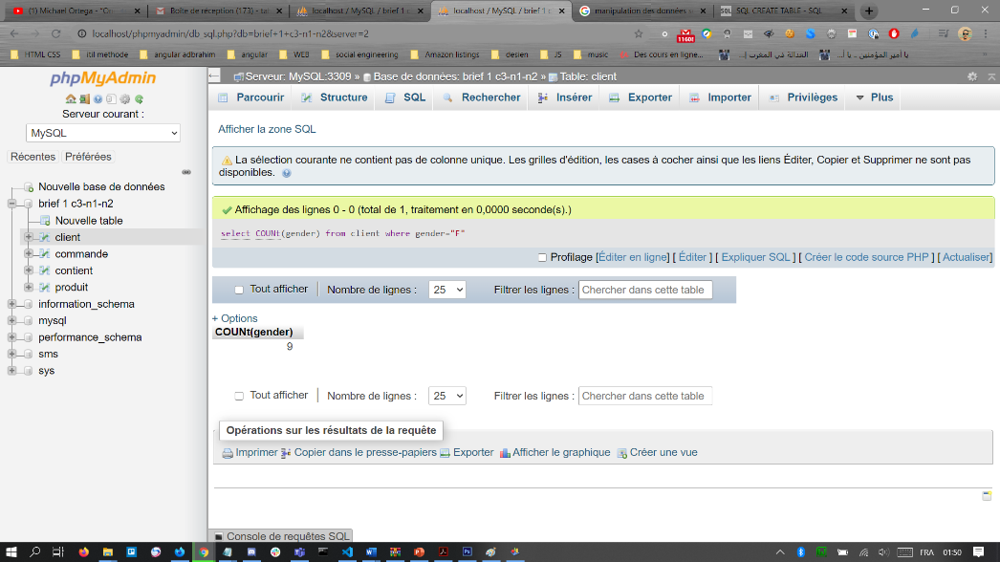 (1) Michael Ortega - "Cin
Boîte de réception (173) - tal
localhost / MySQL / brief 1 c
localhost / MySQL / brief 1 c
manipulation des données s
SQL CREATE TABLE - SQL
localhost/phpmyadmin/db_sql.php?db=brief+1+c3-n1-n2&server=2
1160!
HTML CSS
itil methode
angular adbrahim
angular
WEB
social engineering
Amazon listings
desien
JS
music
Des cours en ligne...
العدالة في المغرب | ...
يا أمير المؤمنين .. يا أ...
phpMyAdmin
Serveur courant :
MySQL
Récentes Préférées
Nouvelle base de données
brief 1 c3-n1-n2
Nouvelle table
client
commande
contient
produit
information_schema
mysql
performance_schema
sms
sys
Serveur: MySQL:3309 » Base de données: brief 1 c3-n1-n2 » Table: client
Parcourir Structure SQL Rechercher Insérer Exporter Importer Privilèges Plus
Afficher la zone SQL
La sélection courante ne contient pas de colonne unique. Les grilles d'édition, les cases à cocher ainsi que les liens Éditer, Copier et Supprimer ne sont pas
disponibles.
Affichage des lignes 0 - 0 (total de 1, traitement en 0,0000 seconde(s).)
select COUNt(gender) from client where gender="F"
Profilage [Éditer en ligne] [ Éditer ] [ Expliquer SQL ] [ Créer le code source PHP ] [ Actualiser]
Tout afficher Nombre de lignes : 25 Filtrer les lignes : Chercher dans cette table
+ Options
COUNt(gender)
9
Tout afficher Nombre de lignes : 25 Filtrer les lignes : Chercher dans cette table
Opérations sur les résultats de la requête
Imprimer Copier dans le presse-papiers Exporter Afficher le graphique Créer une vue
Console de requêtes SQL
FRA 01:50